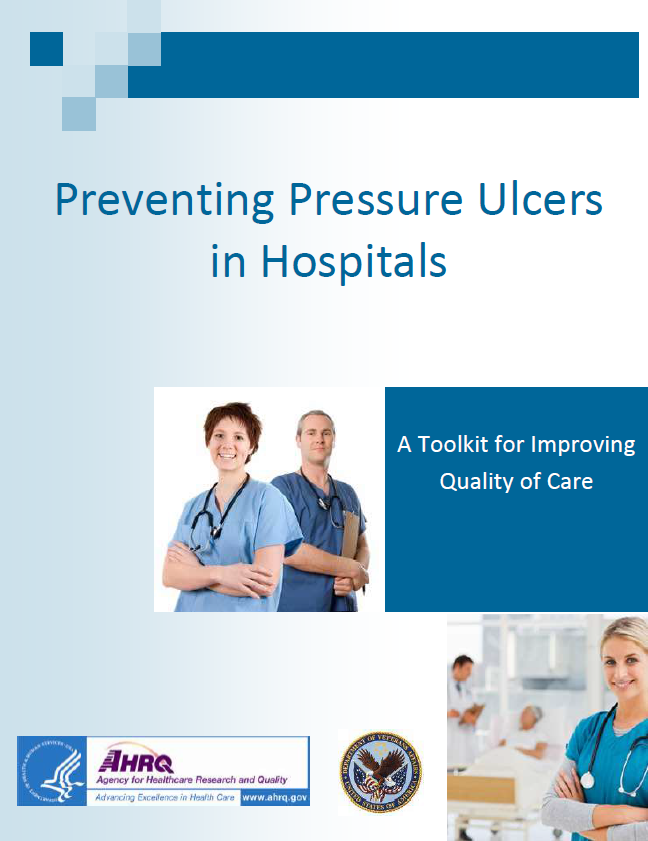 Preventing Pressure Ulcers
in Hospitals
A Toolkit for Improving
Quality of Care
AHRQ
Agency for Healthcare Research and Quality
Advancing Excellence in Health Care
www.ahrq.gov
DEPARTMENT OF VETERANS AFFAIRS
UNITED STATES OF AMERICA